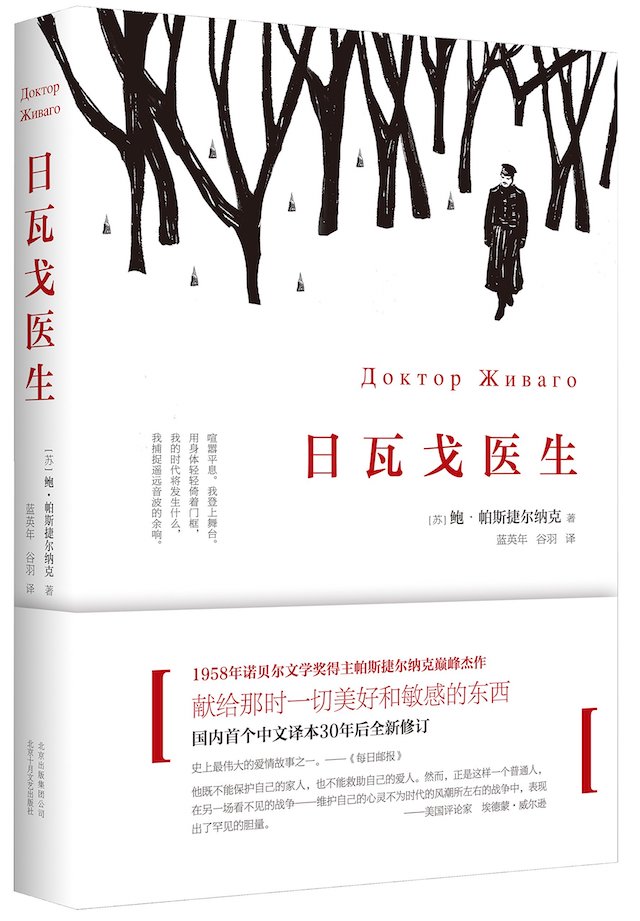 Доктор
Живаго
日瓦戈医生
[苏] 鲍·帕斯捷尔纳克 著
蓝英年 谷羽 译
北京出版集团公司
北京十月文艺出版社
Доктор Живаго
日瓦戈医生
[苏] 鲍·帕斯捷尔纳克 著
蓝英年 谷羽 译
喧嚣平息。我登上舞台。
用身体轻轻倚着门框，
我的时代将发生什么，
我捕捉遥远音波的余响。
1958年诺贝尔文学奖得主帕斯捷尔纳克巅峰杰作
献给那时一切美好和敏感的东西
国内首个中文译本30年后全新修订
史上最伟大的爱情故事之一。——《每日邮报》
他既不能保护自己的家人，也不能救助自己的爱人。然而，正是这样一个普通人，
在另一场看不见的战争——维护自己的心灵不为时代的风潮所左右的战争中，表现
出了罕见的胆量。
——美国评论家 埃德蒙·威尔逊